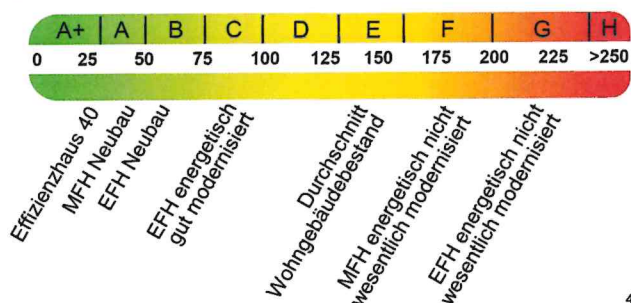 A+ A B C D E F G H
0 25 50 75 100 125 150 175 200 225 >250
Effizienzhaus 40
MFH Neubau
EFH Neubau
EFH energetisch
gut modernisiert
Durchschnitt
Wohngebäudebestand
MFH energetisch nicht
wesentlich modernisiert
EFH energetisch nicht
wesentlich modernisiert